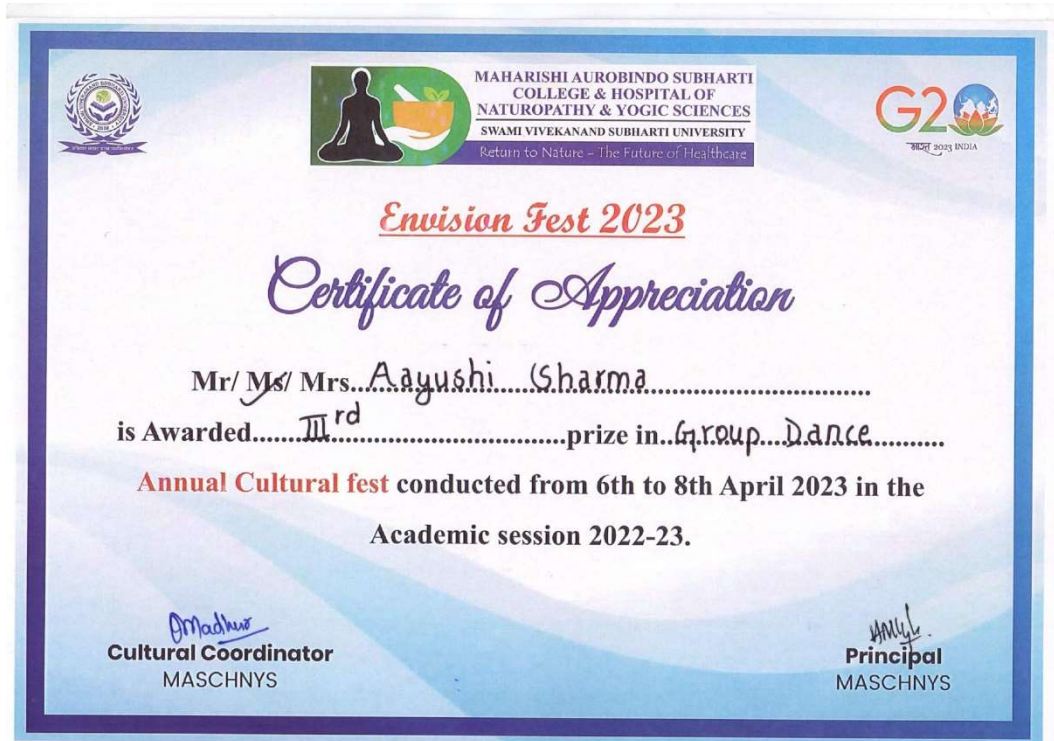 MAHARISHI AUROBINDO SUBHARTI
COLLEGE & HOSPITAL OF
NATUROPATHY & YOGIC SCIENCES
SWAMI VIVEKANAND SUBHARTI UNIVERSITY
Return to Nature – The Future of Healthcare
G20
भारत 2023 INDIA
Envision Fest 2023
Certificate of Appreciation
Mr/ Ms/ Mrs...Aayushi....Sharma...
is Awarded......IIIrd......prize in..Group....Dance..........
Annual Cultural fest conducted from 6th to 8th April 2023 in the
Academic session 2022-23.
Cultural Coordinator
MASCHNYS
Principal
MASCHNYS